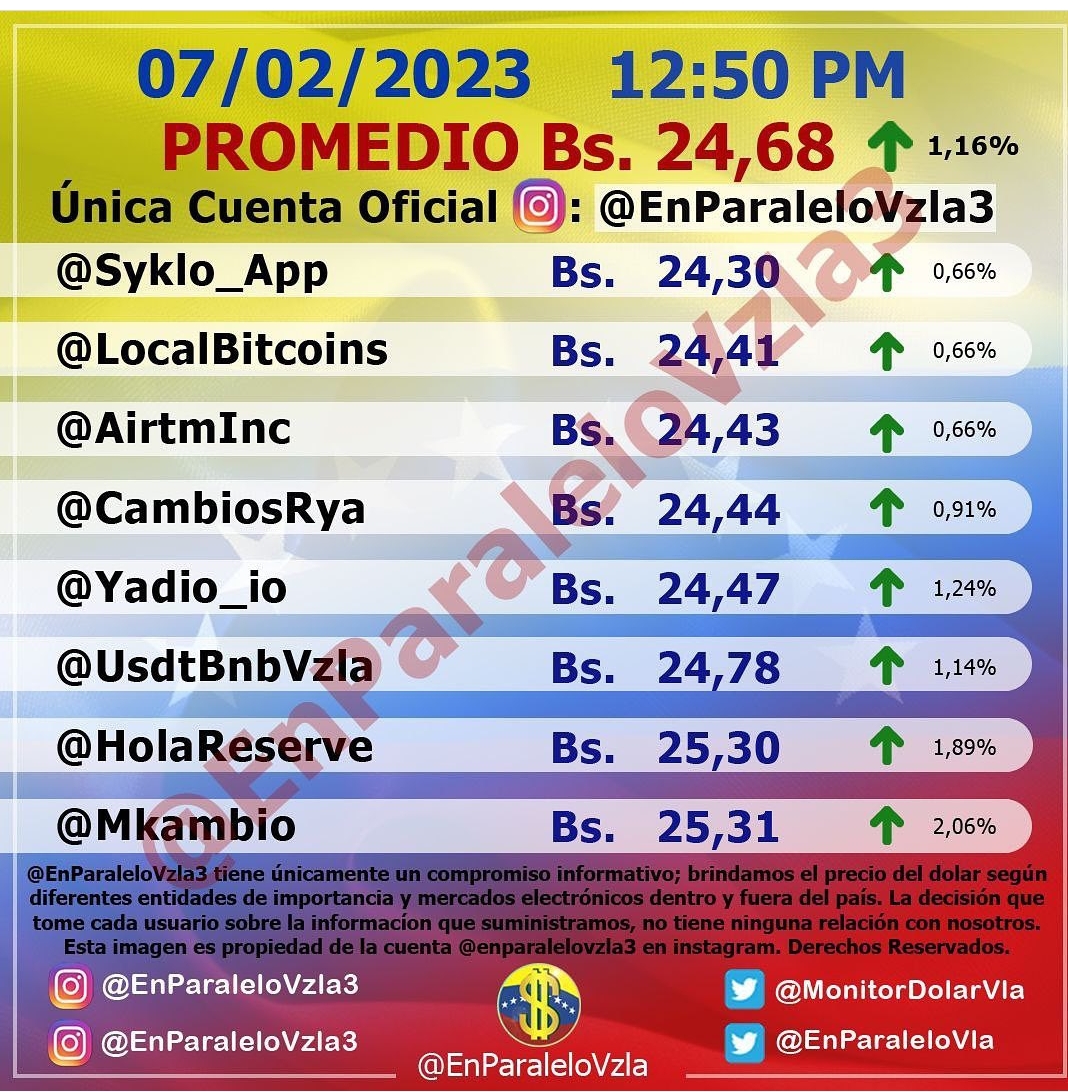 07/02/2023 12:50 PM
PROMEDIO Bs. 24,68 1,16%
Única Cuenta Oficial : @EnParaleloVzla3
@Syklo_App Bs. 24,30 0,66%
@LocalBitcoins Bs. 24,41 0,66%
@AirtmInc Bs. 24,43 0,66%
@CambiosRya Bs. 24,44 0,91%
@Yadio_io Bs. 24,47 1,24%
@UsdtBnbVzla Bs. 24,78 1,14%
@HolaReserve Bs. 25,30 1,89%
@Mkambio Bs. 25,31 2,06%
@EnParaleloVzla3
@EnParaleloVzla3 tiene únicamente un compromiso informativo; brindamos el precio del dolar según
diferentes entidades de importancia y mercados electrónicos dentro y fuera del país. La decisión que
tome cada usuario sobre la informacíon que suministramos, no tiene ninguna relación con nosotros.
Esta imagen es propiedad de la cuenta @enparalelovzla3 en instagram. Derechos Reservados.
@EnParaleloVzla3 @MonitorDolarVla
@EnParaleloVzla3 @EnParaleloVla
@EnParaleloVzla